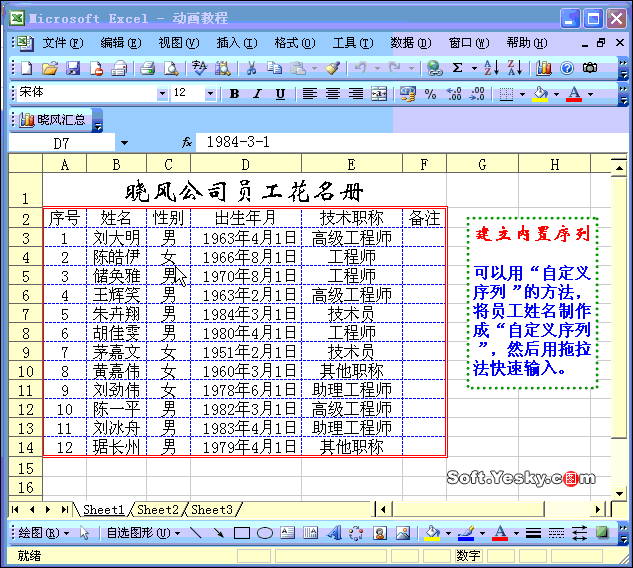 Microsoft Excel - 动画教程
文件(F) 编辑(E) 视图(V) 插入(I) 格式(O) 工具(T) 数据(D) 窗口(W) 帮助(H)
宋体 12 B I U
晓风汇总
D7 fx 1984-3-1
A B C D E F G H
1 晓风公司员工花名册
2 序号 姓名 性别 出生年月 技术职称 备注
3 1 刘大明 男 1963年4月1日 高级工程师
4 2 陈皓伊 女 1966年8月1日 工程师
5 3 储奂雅 男 1970年8月1日 工程师
6 4 王辉笑 男 1963年2月1日 高级工程师
7 5 朱卉翔 男 1984年3月1日 技术员
8 6 胡佳雯 男 1980年4月1日 工程师
9 7 茅嘉文 女 1951年2月1日 技术员
10 8 黄嘉伟 女 1960年3月1日 其他职称
11 9 刘劲伟 女 1978年6月1日 助理工程师
12 10 陈一平 男 1982年3月1日 高级工程师
13 11 刘冰舟 男 1983年4月1日 助理工程师
14 12 琚长州 男 1979年4月1日 其他职称
15
16
建立内置序列
可以用“自定义
序列 ”的方法，
将员工姓名制作
成“自定义序列
”，然后用拖拉
法快速输入。
Soft.Yesky.com图
Sheet1 Sheet2 Sheet3
绘图(R) 自选图形(U)
就绪 数字